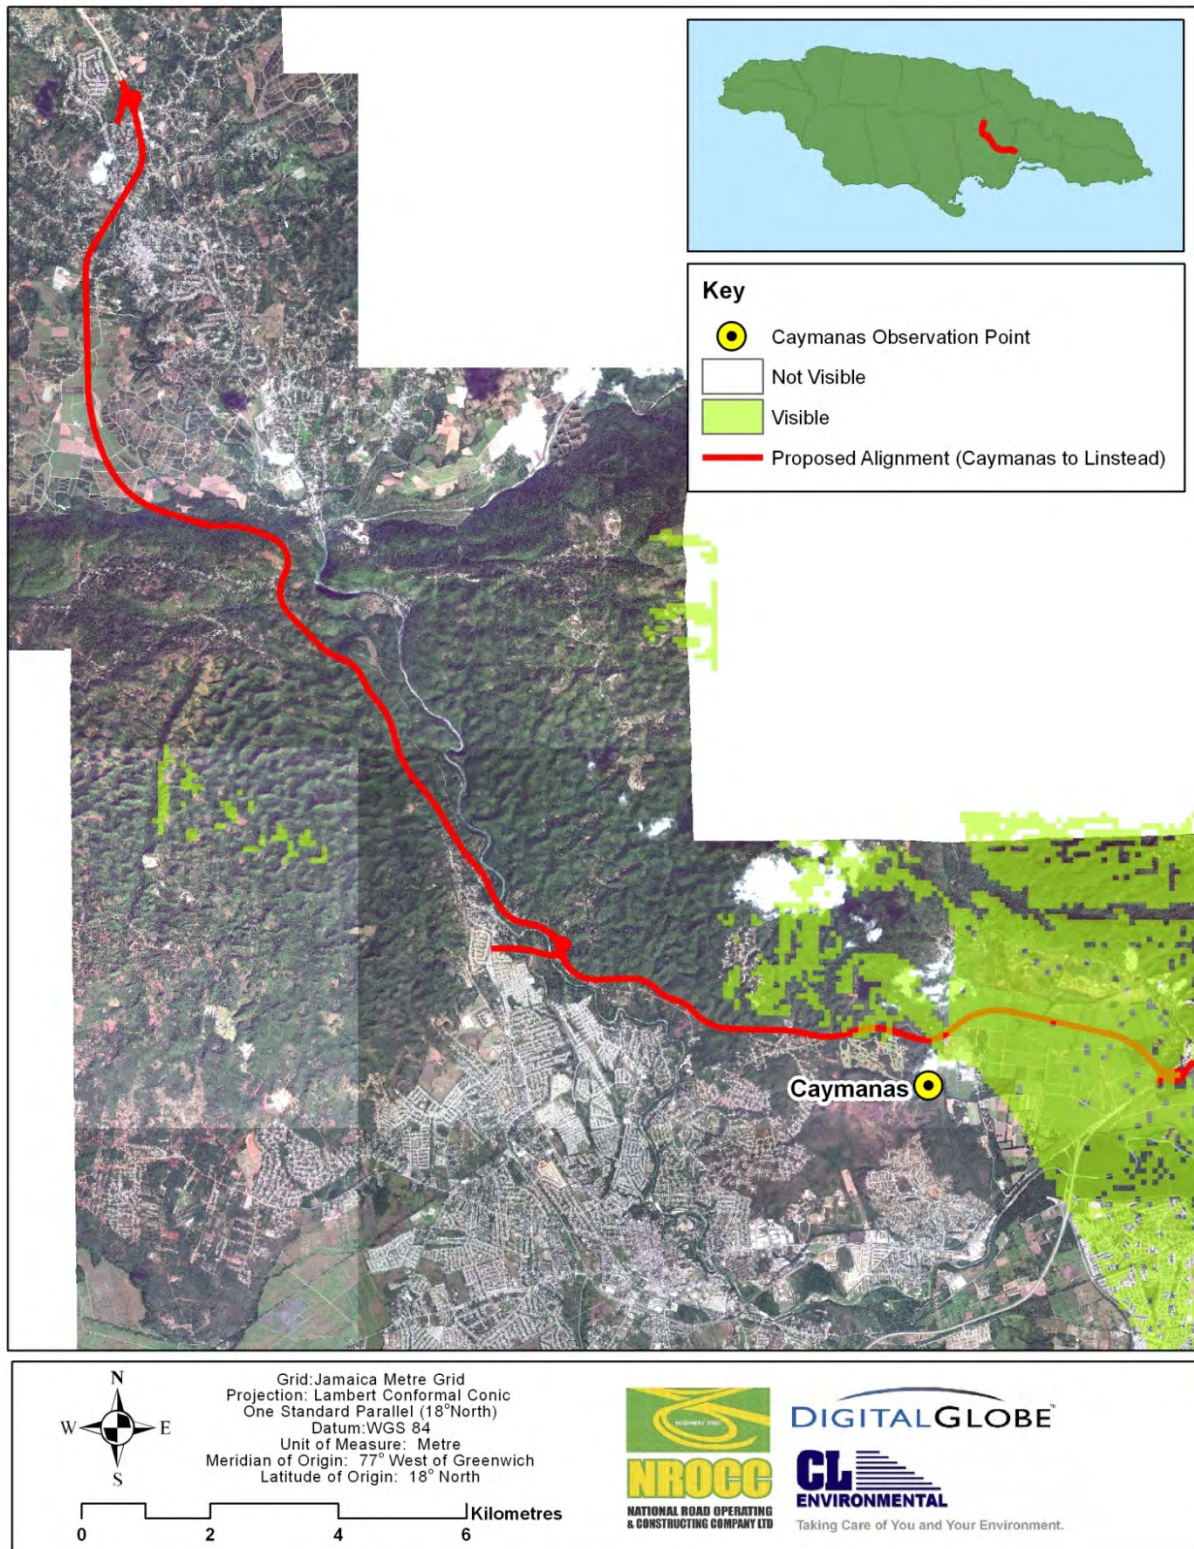 Key
Caymanas Observation Point
Not Visible
Visible
Proposed Alignment (Caymanas to Linstead)
Caymanas
N
W E
S
Grid:Jamaica Metre Grid
Projection: Lambert Conformal Conic
One Standard Parallel (18°North)
Datum:WGS 84
Unit of Measure: Metre
Meridian of Origin: 77° West of Greenwich
Latitude of Origin: 18° North
Kilometres
0 2 4 6
HIGHWAY 2000
NROCC
NATIONAL ROAD OPERATING
& CONSTRUCTING COMPANY LTD
DIGITALGLOBE™
CL
ENVIRONMENTAL
Taking Care of You and Your Environment.